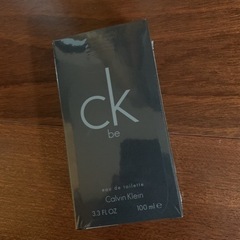 ck
be
eau de toilette
Calvin Klein
3.3 FL OZ 100 ml e